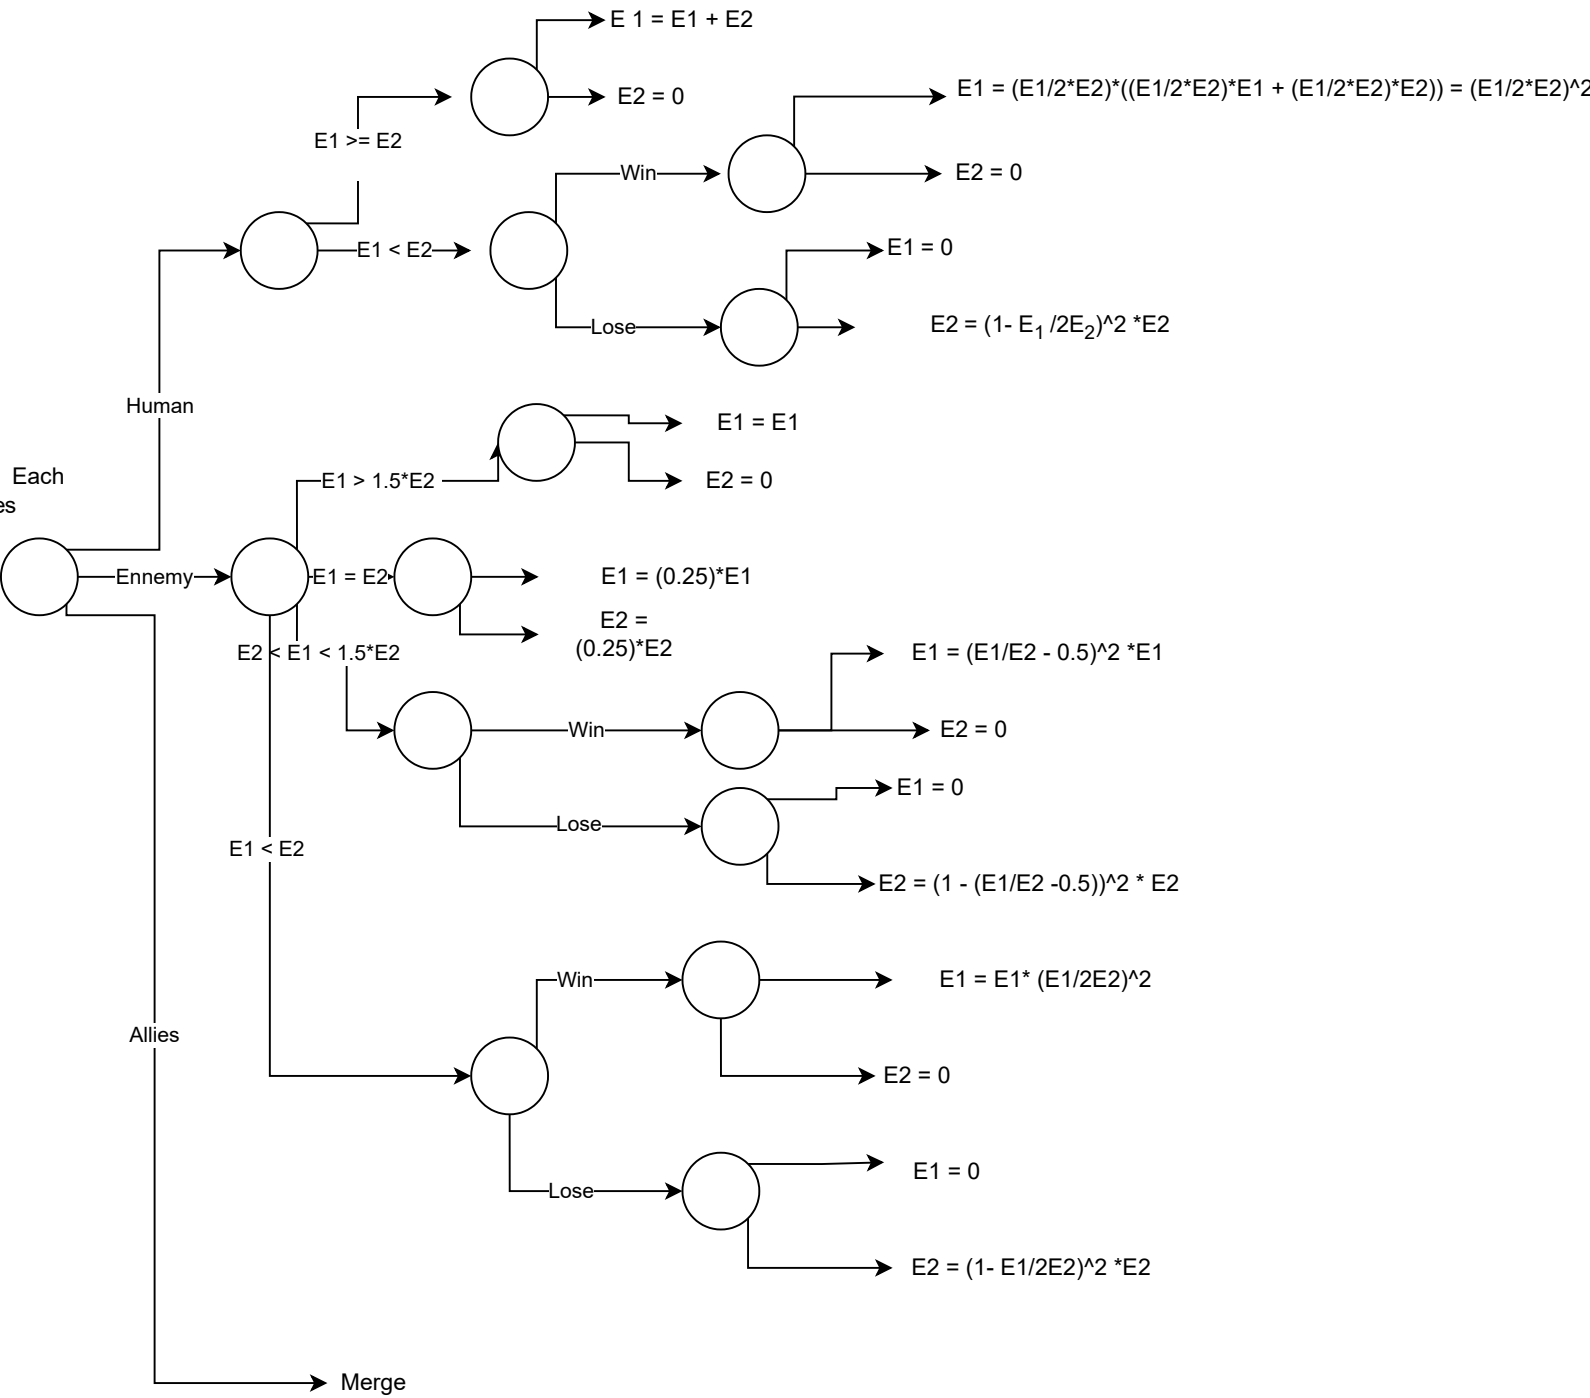 E 1 = E1 + E2
E2 = 0
E1 >= E2
E1 = (E1/2*E2)*((E1/2*E2)*E1 + (E1/2*E2)*E2)) = (E1/2*E2)^2
Win
E2 = 0
E1 < E2
E1 = 0
Lose
E2 = (1- E1 /2E2)^2 *E2
Human
E1 = E1
E1 > 1.5*E2
E2 = 0
Each
es
Ennemy
E1 = E2
E1 = (0.25)*E1
E2 =
(0.25)*E2
E2 < E1 < 1.5*E2
E1 = (E1/E2 - 0.5)^2 *E1
Win
E2 = 0
E1 = 0
Lose
E1 < E2
E2 = (1 - (E1/E2 -0.5))^2 * E2
Win
E1 = E1* (E1/2E2)^2
Allies
E2 = 0
E1 = 0
Lose
E2 = (1- E1/2E2)^2 *E2
Merge